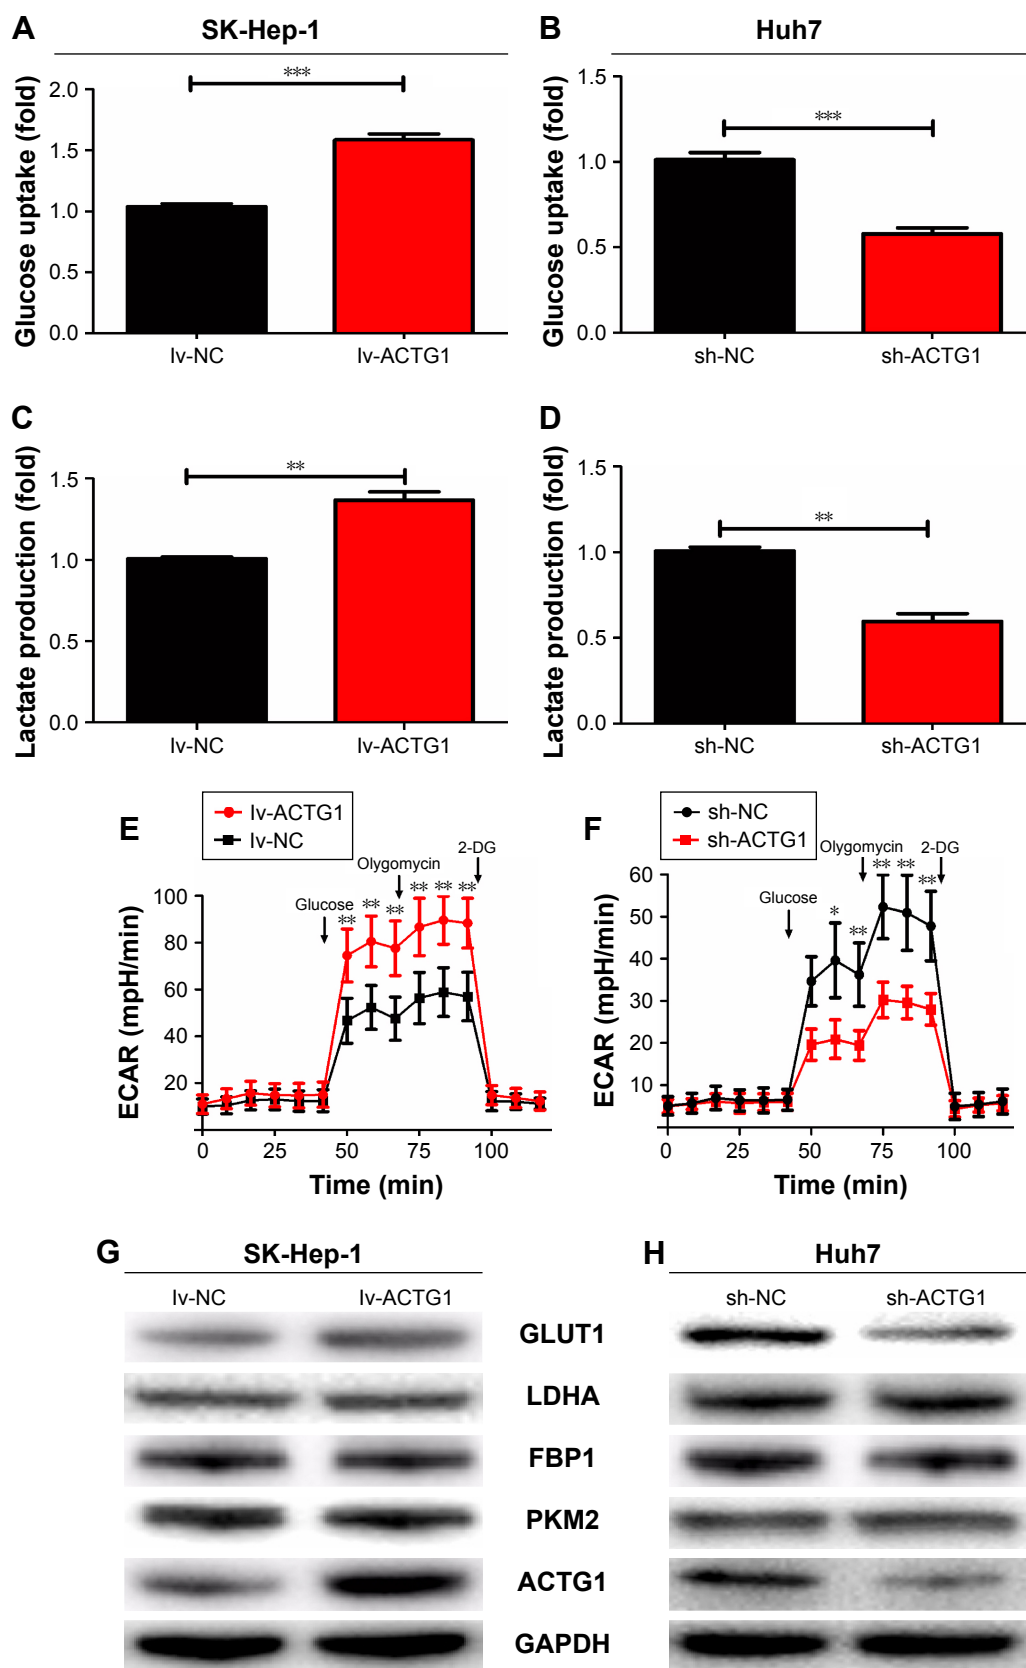 A SK-Hep-1
Glucose uptake (fold)
2.0
1.5
1.0
0.5
0.0
***
lv-NC lv-ACTG1
B Huh7
Glucose uptake (fold)
1.5
1.0
0.5
0.0
***
sh-NC sh-ACTG1
C
Lactate production (fold)
1.5
1.0
0.5
0.0
**
lv-NC lv-ACTG1
D
Lactate production (fold)
1.5
1.0
0.5
0.0
**
sh-NC sh-ACTG1
E
lv-ACTG1
lv-NC
Glucose
Olygomycin
2-DG
** ** ** ** ** **
ECAR (mpH/min)
100
80
60
40
20
0 25 50 75 100
Time (min)
F
sh-NC
sh-ACTG1
Glucose
Olygomycin
2-DG
* ** ** ** **
ECAR (mpH/min)
60
50
40
30
20
10
0 25 50 75 100
Time (min)
G SK-Hep-1
lv-NC lv-ACTG1
H Huh7
sh-NC sh-ACTG1
GLUT1
LDHA
FBP1
PKM2
ACTG1
GAPDH